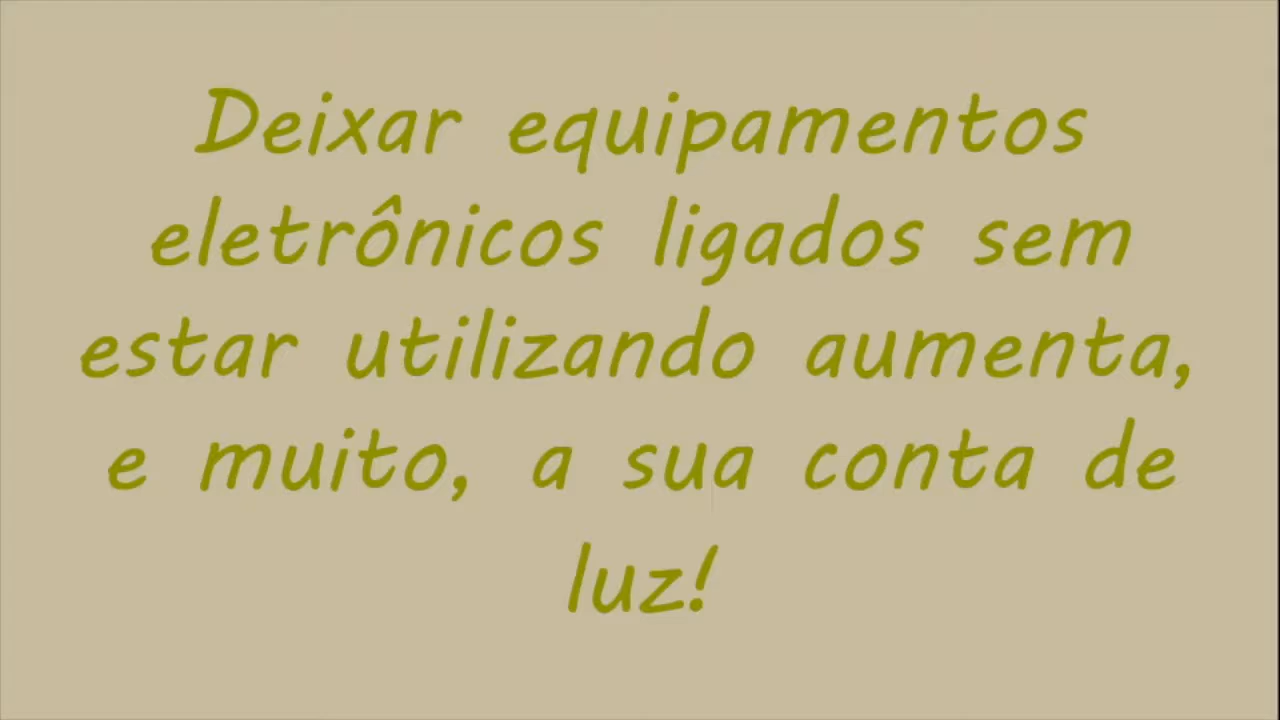 Deixar equipamentos
eletrônicos ligados sem
estar utilizando aumenta,
e muito, a sua conta de
luz!